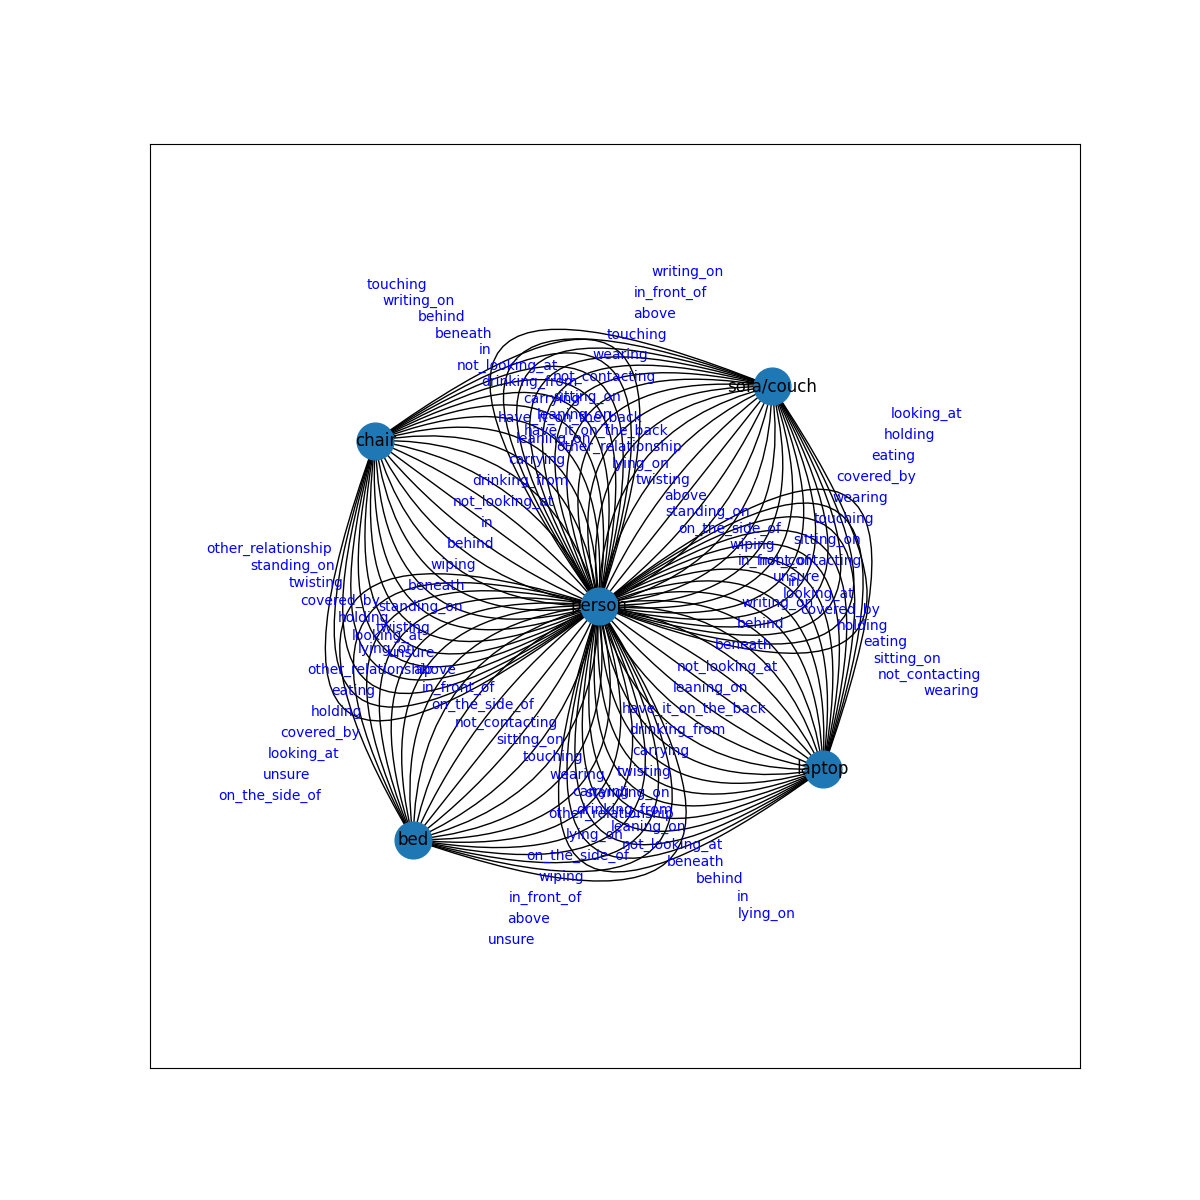 writing_on
touching
in_front_of
writing_on
above
behind
beneath
touching
in
wearing
not_looking_at
not_contacting
drinking_from
sofa/couch
carrying
sitting_on
looking_at
leaning_on
have_it_on_the_back
have_it_on_the_back
holding
chair
leaning_on
other_relationship
eating
carrying
lying_on
covered_by
drinking_from
twisting
above
wearing
not_looking_at
standing_on
touching
in
on_the_side_of
sitting_on
behind
wiping
other_relationship
in_front_of
not_contacting
standing_on
wiping
unsure
twisting
beneath
in
looking_at
covered_by
standing_on
person
writing_on
covered_by
holding
twisting
behind
holding
looking_at
eating
lying_on
unsure
beneath
sitting_on
other_relationship
above
not_looking_at
not_contacting
eating
in_front_of
leaning_on
wearing
holding
on_the_side_of
have_it_on_the_back
covered_by
not_contacting
drinking_from
sitting_on
looking_at
touching
carrying
unsure
wearing
twisting
laptop
on_the_side_of
carrying
standing_on
drinking_from
other_relationship
leaning_on
bed
lying_on
not_looking_at
on_the_side_of
beneath
wiping
behind
in_front_of
in
above
lying_on
unsure